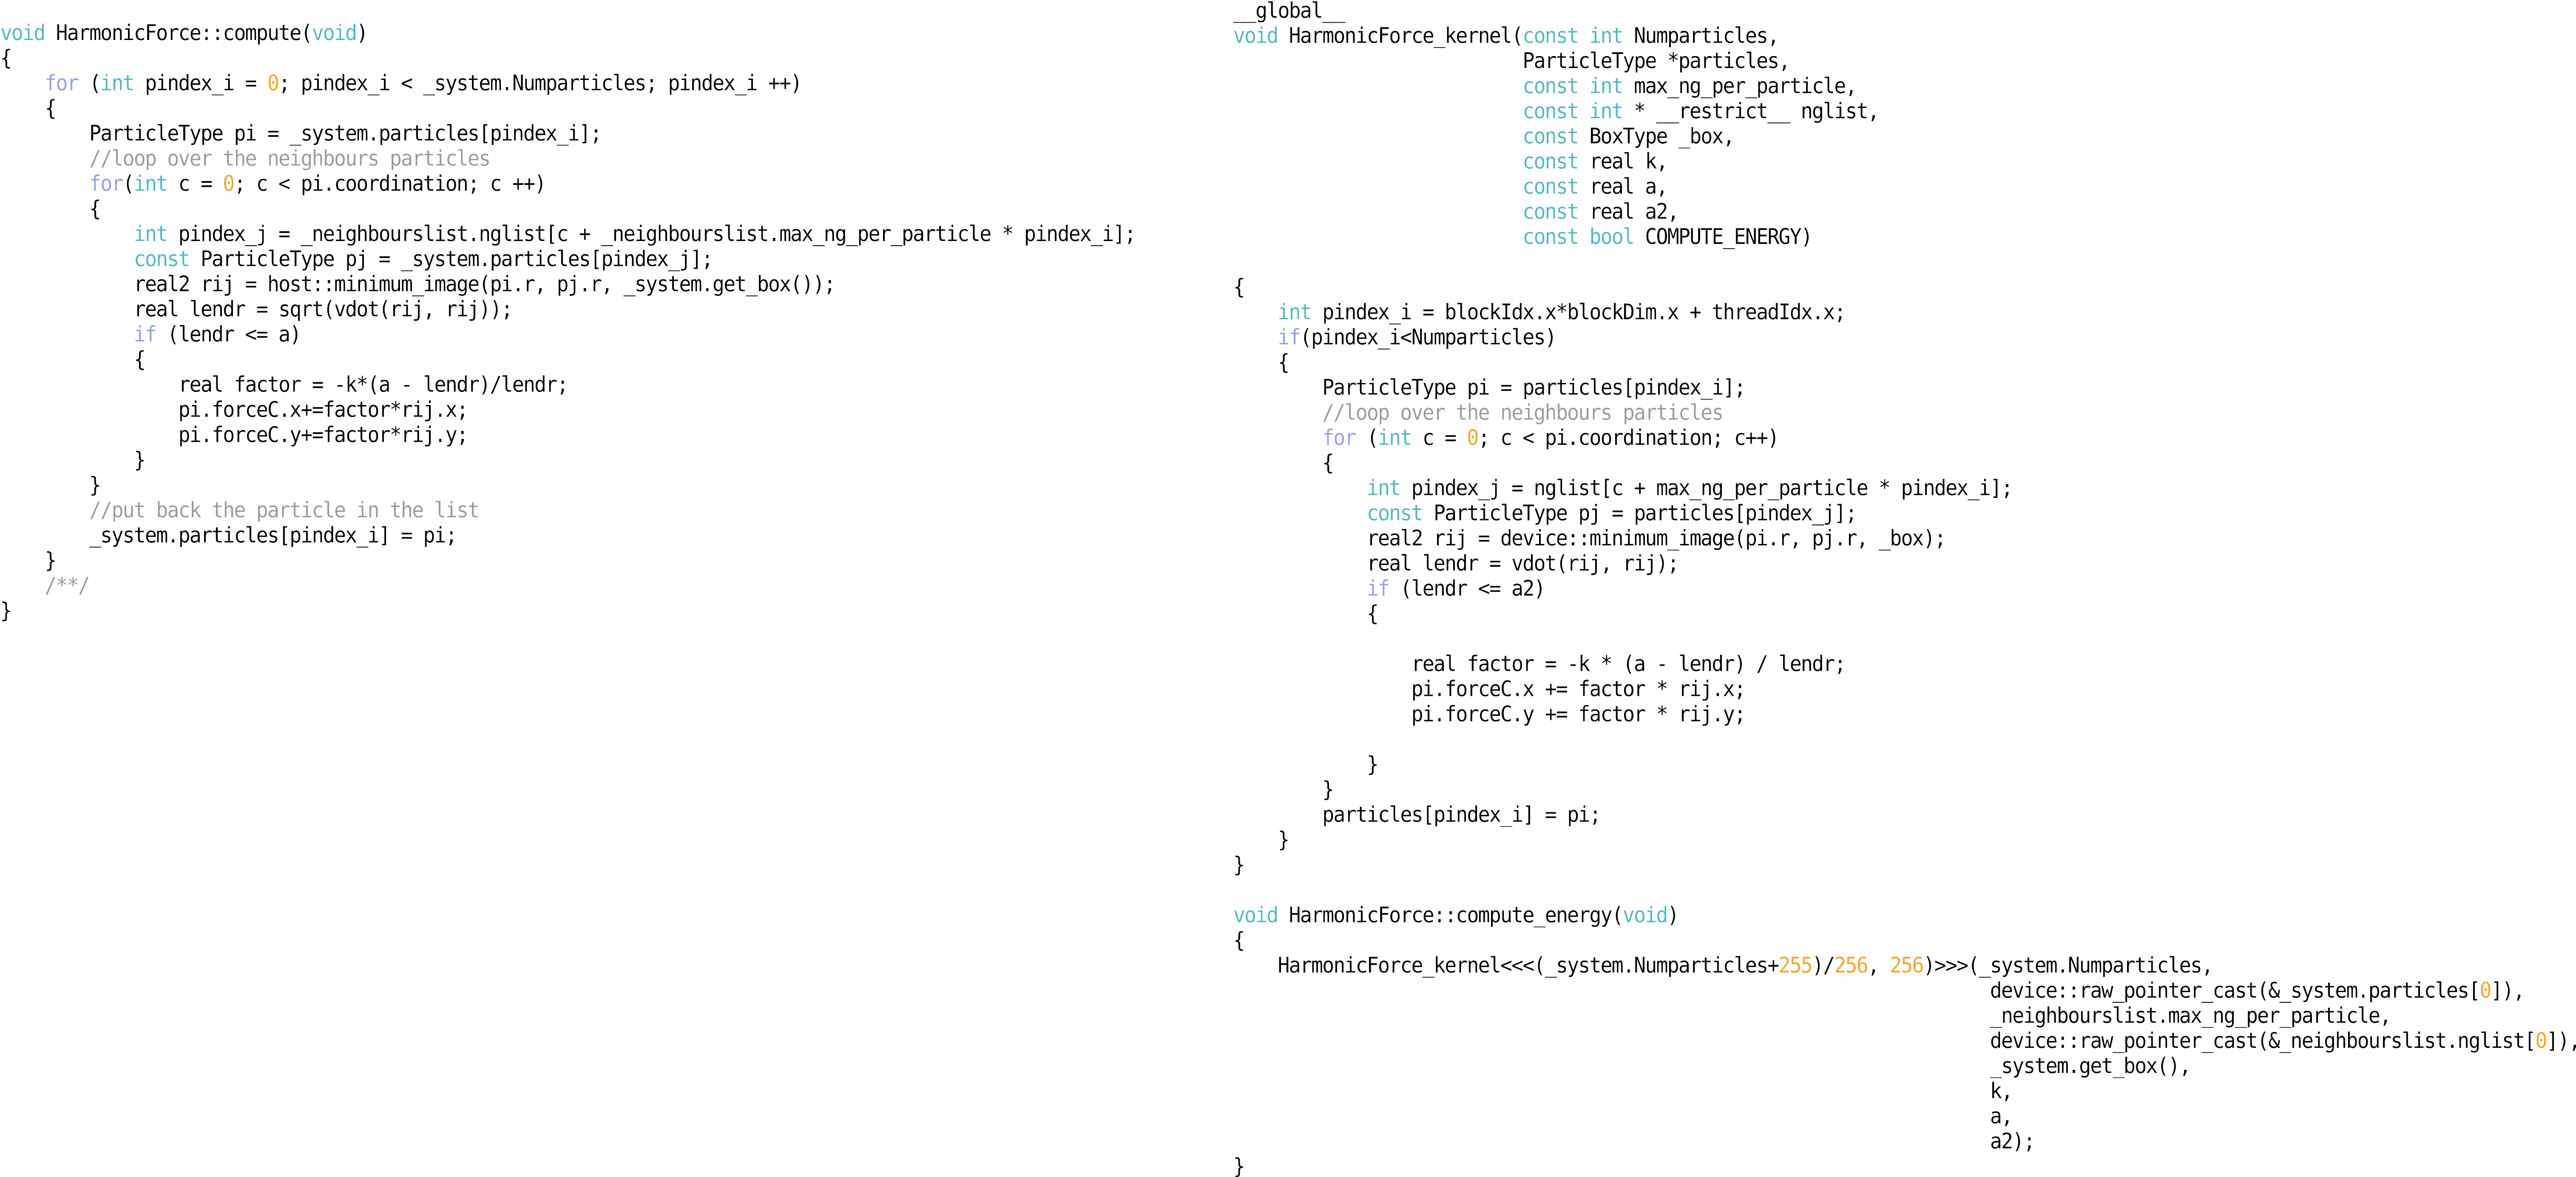 void HarmonicForce::compute(void)
{
    for (int pindex_i = 0; pindex_i < _system.Numparticles; pindex_i ++)
    {
        ParticleType pi = _system.particles[pindex_i];
        //loop over the neighbours particles
        for(int c = 0; c < pi.coordination; c ++)
        {
            int pindex_j = _neighbourslist.nglist[c + _neighbourslist.max_ng_per_particle * pindex_i];
            const ParticleType pj = _system.particles[pindex_j];
            real2 rij = host::minimum_image(pi.r, pj.r, _system.get_box());
            real lendr = sqrt(vdot(rij, rij));
            if (lendr <= a)
            {
                real factor = -k*(a - lendr)/lendr;
                pi.forceC.x+=factor*rij.x;
                pi.forceC.y+=factor*rij.y;
            }
        }
        //put back the particle in the list
        _system.particles[pindex_i] = pi;
    }
    /**/
}
__global__
void HarmonicForce_kernel(const int Numparticles,
                          ParticleType *particles,
                          const int max_ng_per_particle,
                          const int * __restrict__ nglist,
                          const BoxType _box,
                          const real k,
                          const real a,
                          const real a2,
                          const bool COMPUTE_ENERGY)
{
    int pindex_i = blockIdx.x*blockDim.x + threadIdx.x;
    if(pindex_i<Numparticles)
    {
        ParticleType pi = particles[pindex_i];
        //loop over the neighbours particles
        for (int c = 0; c < pi.coordination; c++)
        {
            int pindex_j = nglist[c + max_ng_per_particle * pindex_i];
            const ParticleType pj = particles[pindex_j];
            real2 rij = device::minimum_image(pi.r, pj.r, _box);
            real lendr = vdot(rij, rij);
            if (lendr <= a2)
            {
                real factor = -k * (a - lendr) / lendr;
                pi.forceC.x += factor * rij.x;
                pi.forceC.y += factor * rij.y;
            }
        }
        particles[pindex_i] = pi;
    }
}
void HarmonicForce::compute_energy(void)
{
    HarmonicForce_kernel<<<(_system.Numparticles+255)/256, 256)>>>(_system.Numparticles,
                                                                    device::raw_pointer_cast(&_system.particles[0]),
                                                                    _neighbourslist.max_ng_per_particle,
                                                                    device::raw_pointer_cast(&_neighbourslist.nglist[0]),
                                                                    _system.get_box(),
                                                                    k,
                                                                    a,
                                                                    a2);
}